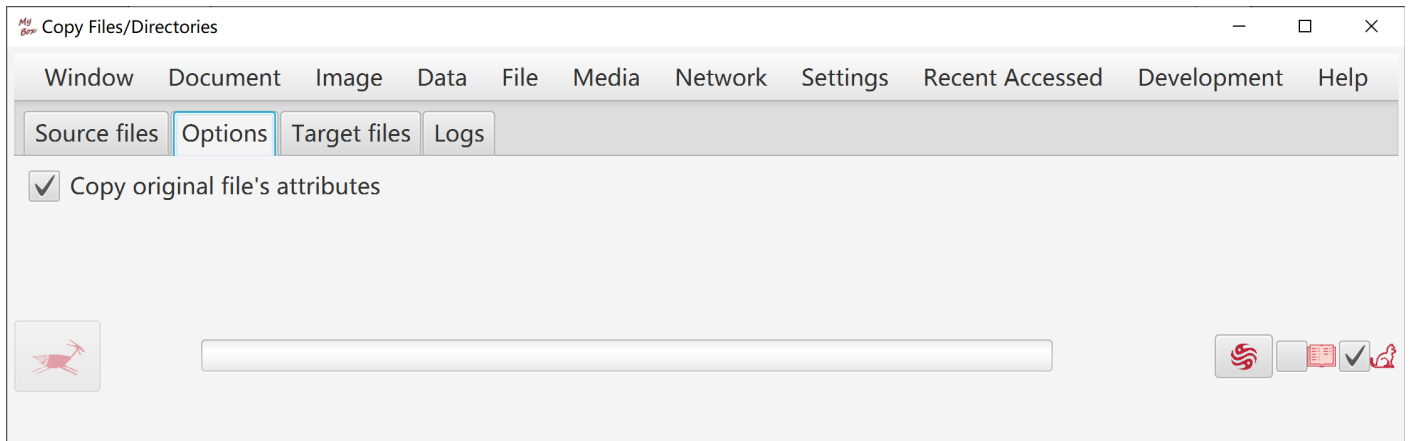 My Box Copy Files/Directories
Window Document Image Data File Media Network Settings Recent Accessed Development Help
Source files Options Target files Logs
Copy original file's attributes